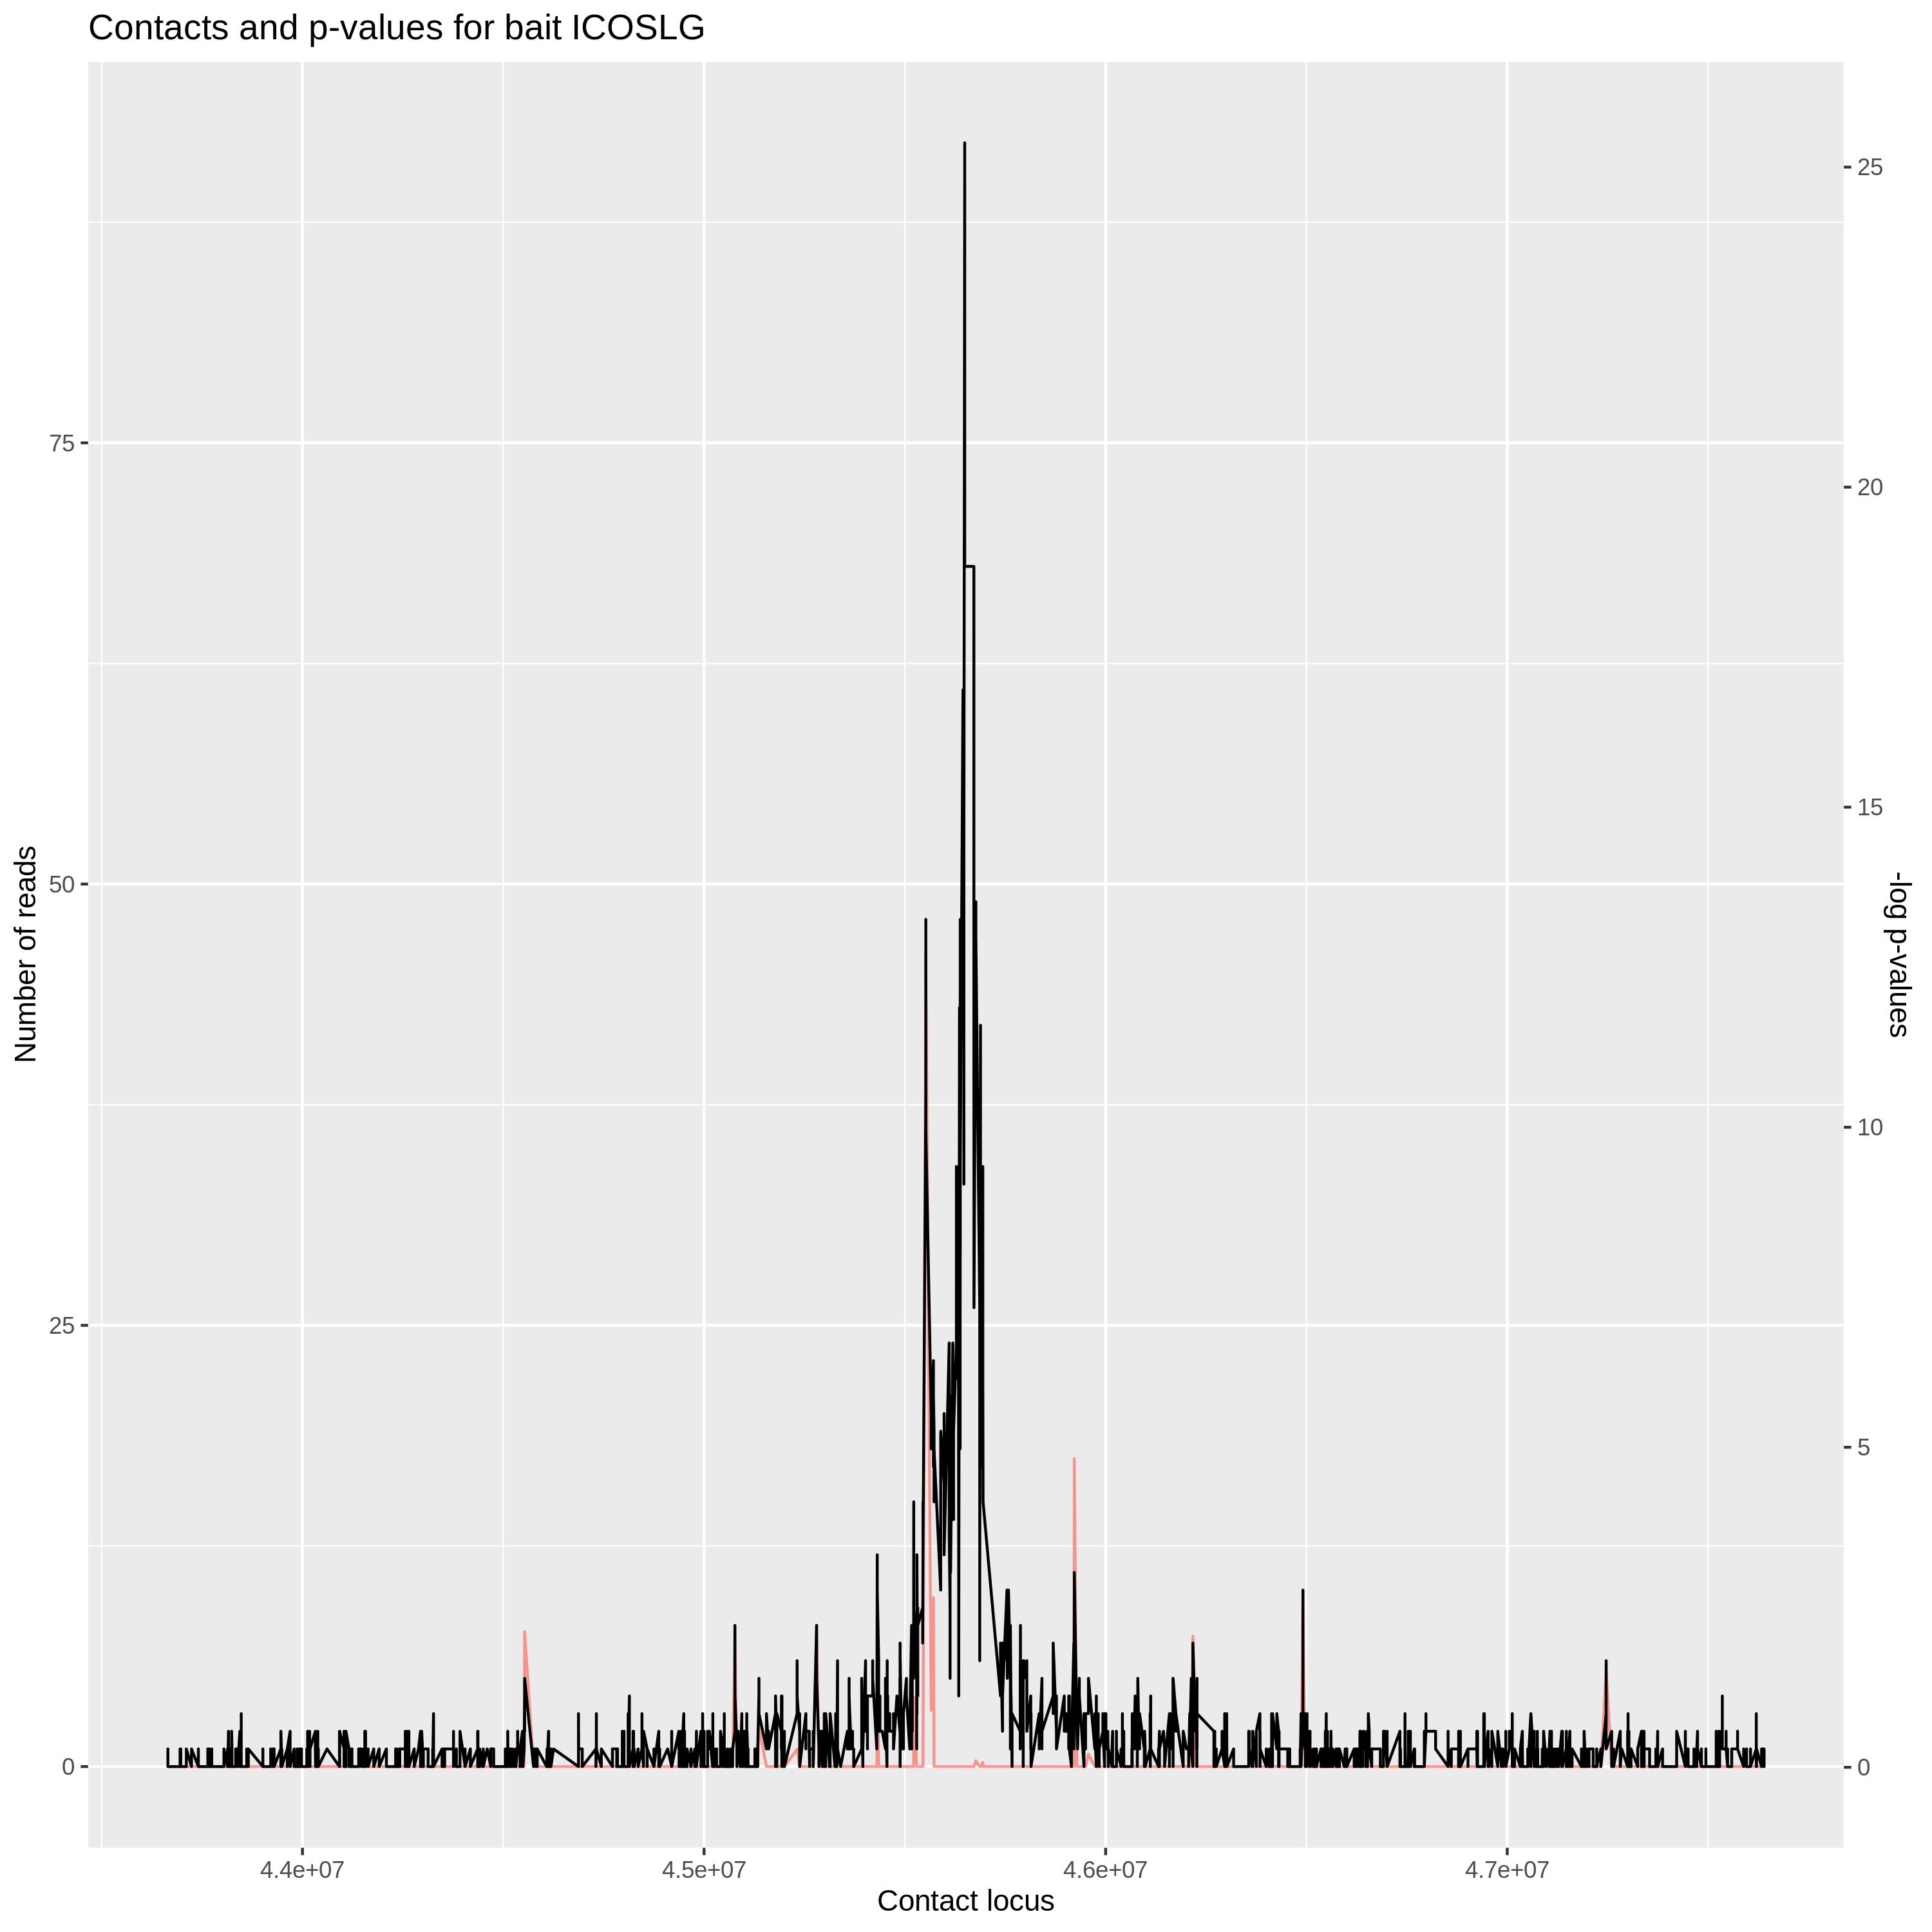 Contacts and p-values for bait ICOSLG
Number of reads
75
50
25
0
25
20
15
10
5
0
-log p-values
4.4e+07
4.5e+07
4.6e+07
4.7e+07
Contact locus